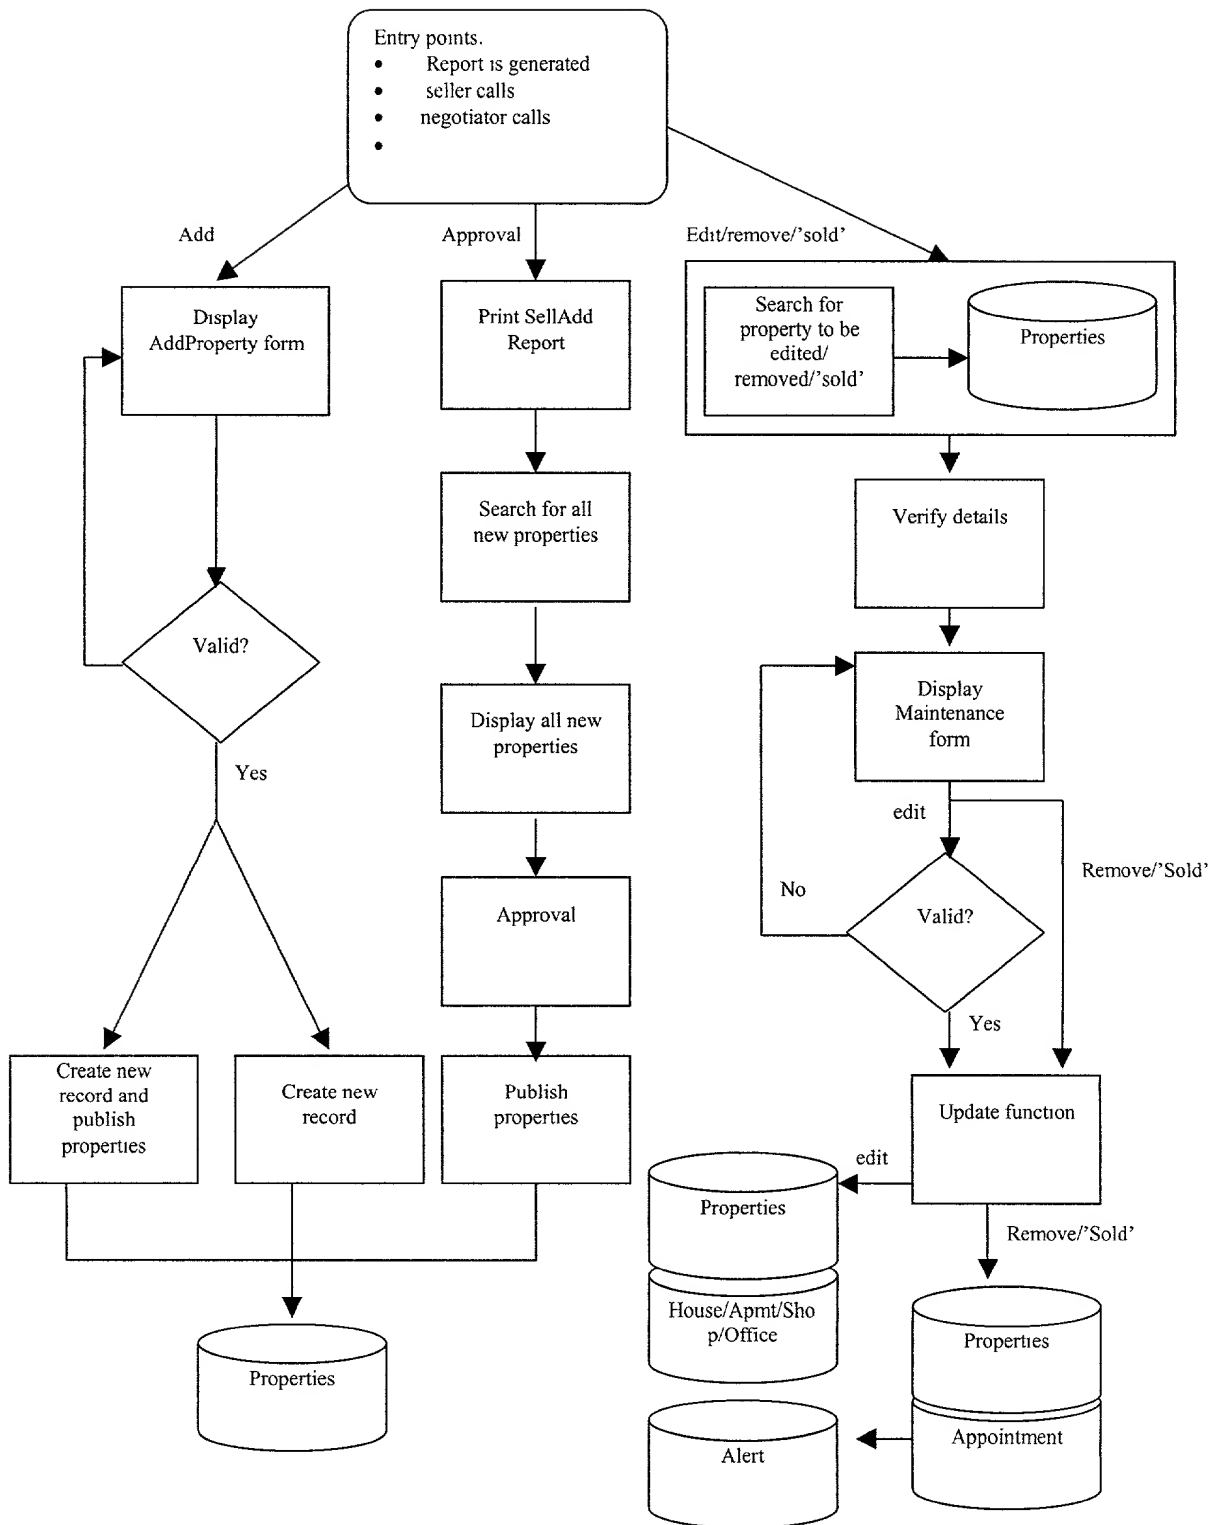 Entry points.
• Report is generated
• seller calls
• negotiator calls
•
Add
Approval
Edit/remove/'sold'
Display
AddProperty form
Print SellAdd
Report
Search for
property to be
edited/
removed/'sold'
Properties
Search for all
new properties
Verify details
Valid?
Display all new
properties
Display
Maintenance
form
Yes
edit
Remove/'Sold'
No
Approval
Valid?
Yes
Create new
record and
publish
properties
Create new
record
Publish
properties
Update function
edit
Properties
Remove/'Sold'
House/Apmt/Sho
p/Office
Properties
Properties
Appointment
Alert